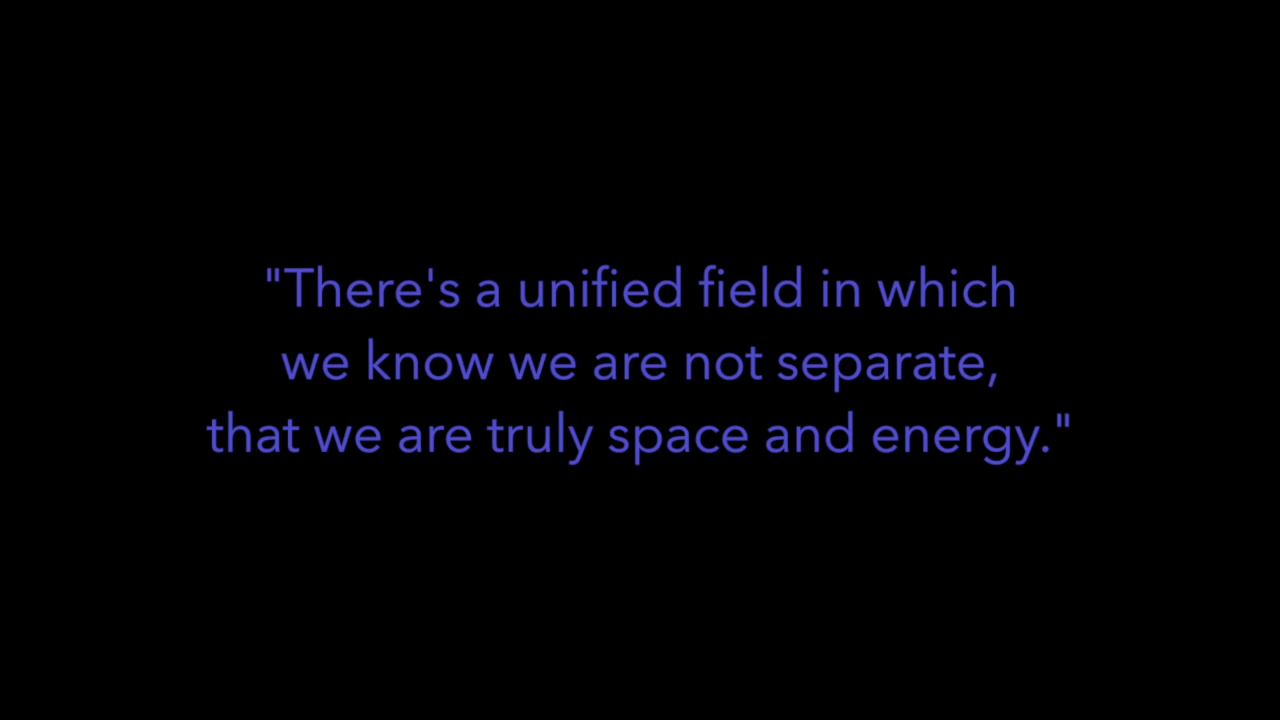 "There's a unified field in which
we know we are not separate,
that we are truly space and energy."